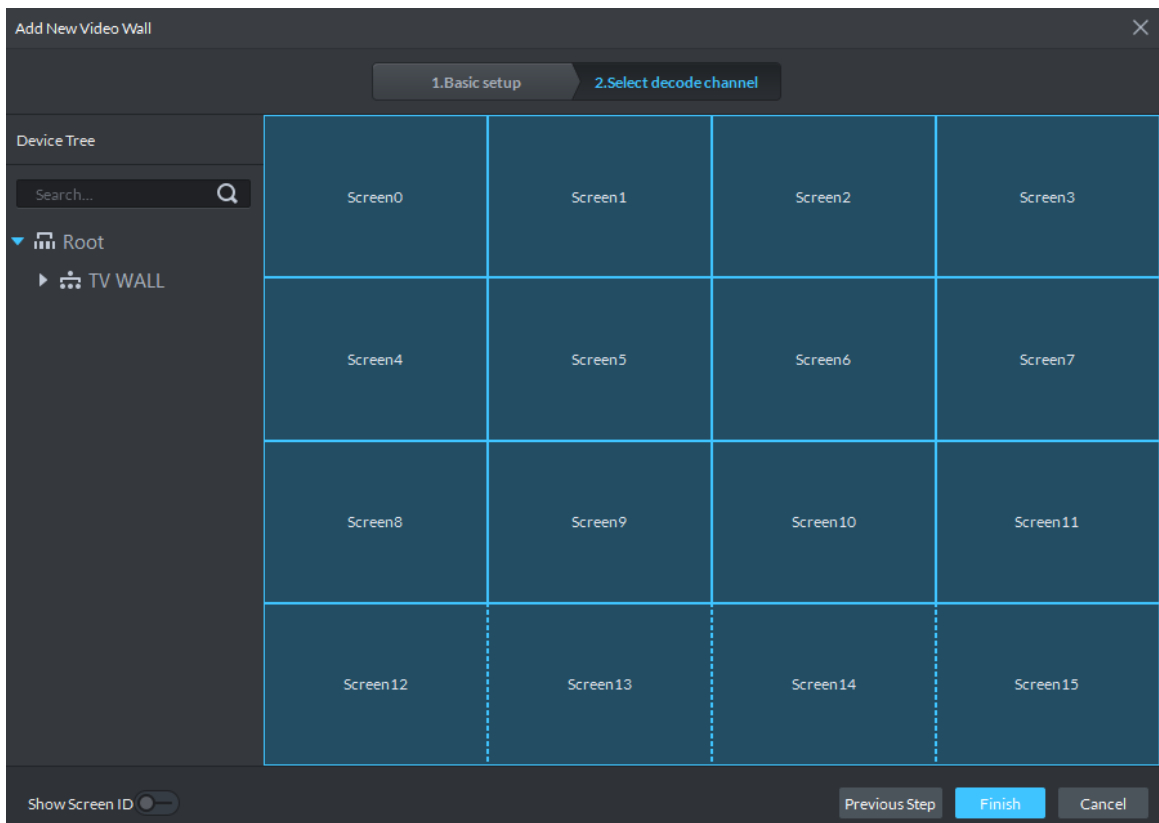 Add New Video Wall
1.Basic setup
2.Select decode channel
Device Tree
Search...
Root
TV WALL
Screen0
Screen1
Screen2
Screen3
Screen4
Screen5
Screen6
Screen7
Screen8
Screen9
Screen10
Screen11
Screen12
Screen13
Screen14
Screen15
Show Screen ID
Previous Step
Finish
Cancel